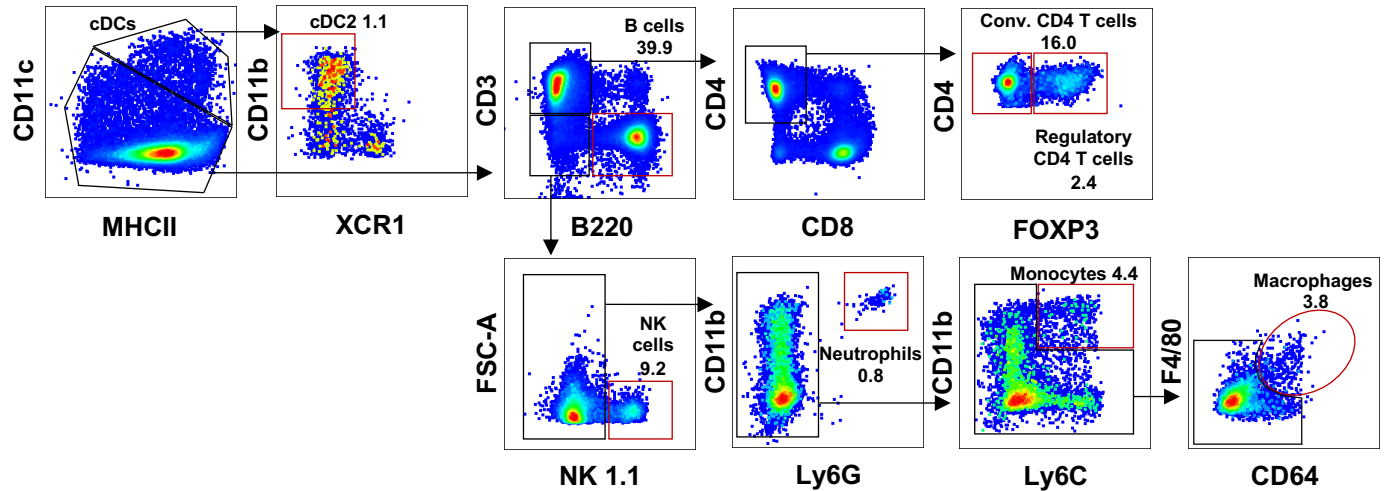 cDCs
CD11c
MHCII
cDC2 1.1
CD11b
XCR1
B cells
39.9
CD3
B220
CD4
CD8
Conv. CD4 T cells
16.0
CD4
Regulatory
CD4 T cells
2.4
FOXP3
FSC-A
NK
cells
9.2
NK 1.1
CD11b
Neutrophils
0.8
Ly6G
Monocytes 4.4
CD11b
Ly6C
Macrophages
3.8
F4/80
CD64